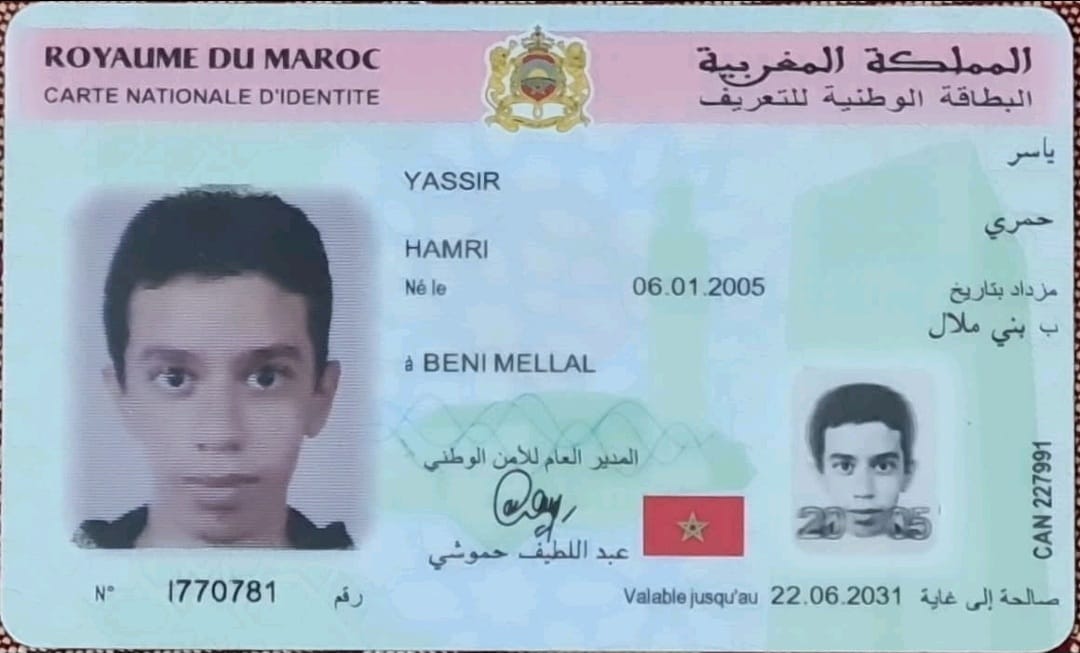 ROYAUME DU MAROC
المملكة المغربية
CARTE NATIONALE D'IDENTITE
البطاقة الوطنية للتعريف
ياسر
YASSIR
حمري
HAMRI
Né le 06.01.2005 مزداد بتاريخ
ب بني ملال
à BENI MELLAL
المدير العام للأمن الوطني
عبد اللطيف حموشي
2005
CAN 227991
N° I770781 رقم
Valable jusqu'au 22.06.2031 صالحة إلى غاية